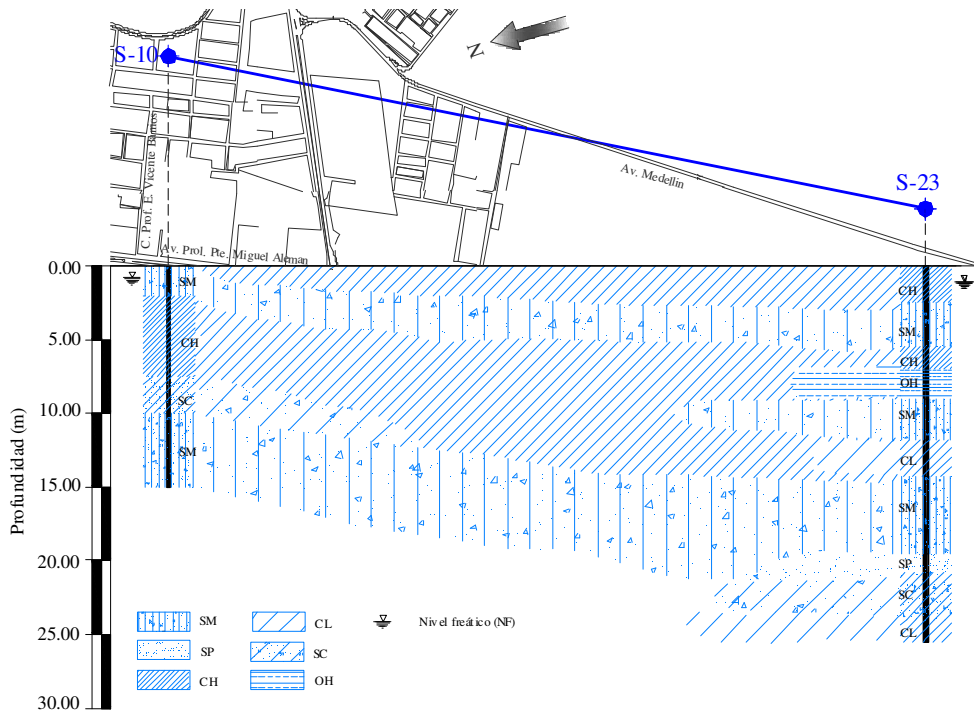 S-10
N
C. Prof. E. Vicente Barrios
Av. Medellín
S-23
Av. Prol. Pte. Miguel Aleman
Profundidad (m)
0.00
5.00
10.00
15.00
20.00
25.00
30.00
SM
CH
SC
SM
CH
SM
CH
OH
SM
CL
SM
SP
SC
CL
SM
CL
Nivel freático (NF)
SP
SC
CH
OH